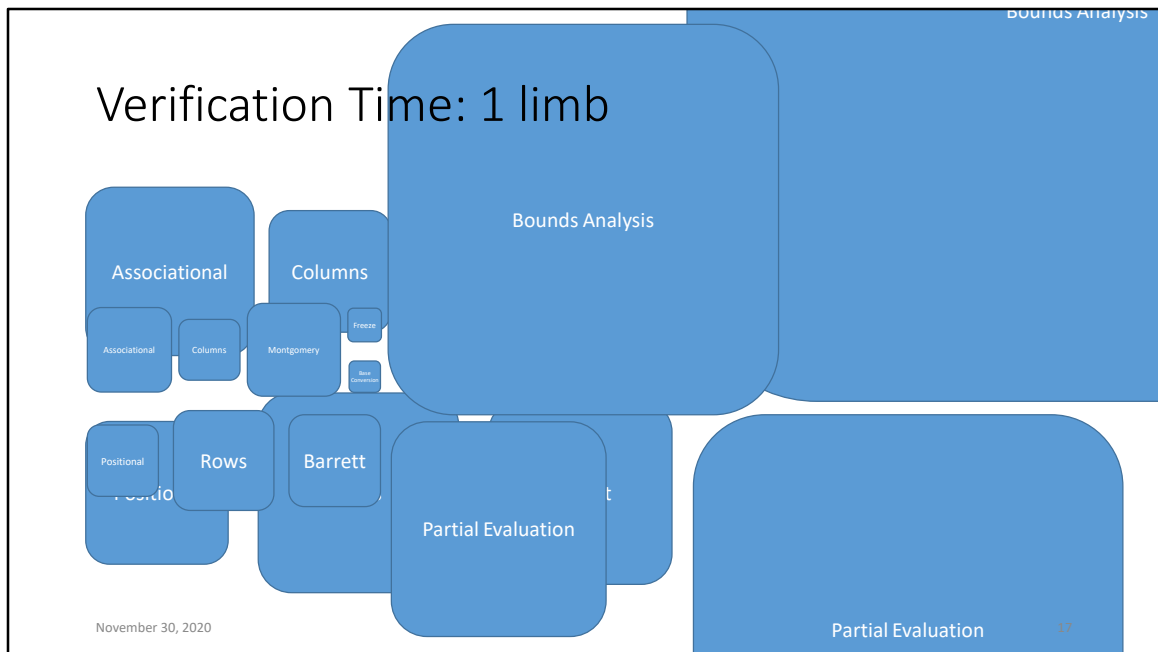 Bounds Analysis
Verification Time: 1 limb
Bounds Analysis
Associational
Columns
Freeze
Associational
Columns
Montgomery
Base
Conversion
Positional
Rows
Barrett
Partial Evaluation
November 30, 2020
Partial Evaluation
17